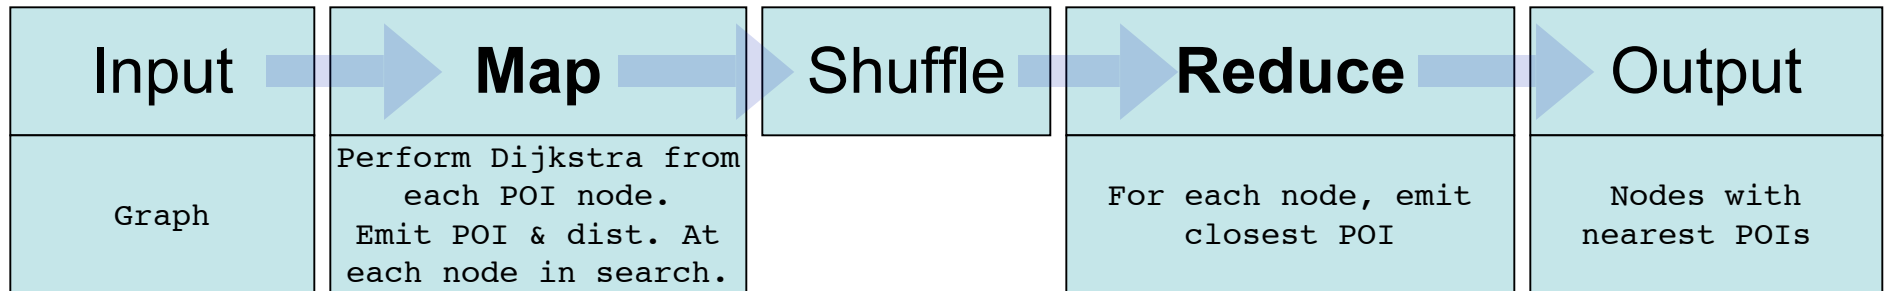 Input
Map
Shuffle
Reduce
Output
Graph
Perform Dijkstra from
each POI node.
Emit POI & dist. At
each node in search.
For each node, emit
closest POI
Nodes with
nearest POIs